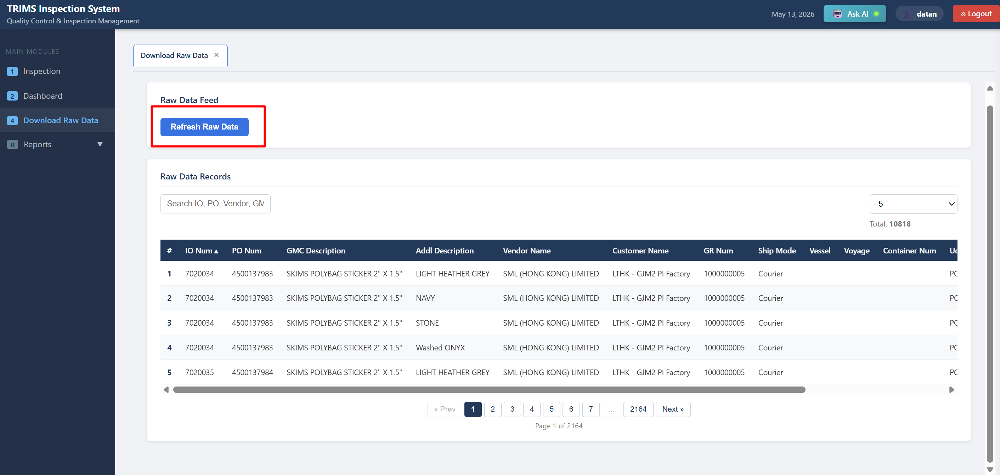 TRIMS Inspection System
Quality Control & Inspection Management
May 13, 2026
Ask AI
datan
Logout
MAIN MODULES
1 Inspection
2 Dashboard
4 Download Raw Data
R Reports ▼
Download Raw Data ×
Raw Data Feed
Refresh Raw Data
Raw Data Records
Search IO, PO, Vendor, GM
5
Total: 10818
# IO Num▲ PO Num GMC Description Addl Description Vendor Name Customer Name GR Num Ship Mode Vessel Voyage Container Num
1 7020034 4500137983 SKIMS POLYBAG STICKER 2" X 1.5" LIGHT HEATHER GREY SML (HONG KONG) LIMITED LTHK - GJM2 PI Factory 1000000005 Courier
2 7020034 4500137983 SKIMS POLYBAG STICKER 2" X 1.5" NAVY SML (HONG KONG) LIMITED LTHK - GJM2 PI Factory 1000000005 Courier
3 7020034 4500137983 SKIMS POLYBAG STICKER 2" X 1.5" STONE SML (HONG KONG) LIMITED LTHK - GJM2 PI Factory 1000000005 Courier
4 7020034 4500137983 SKIMS POLYBAG STICKER 2" X 1.5" Washed ONYX SML (HONG KONG) LIMITED LTHK - GJM2 PI Factory 1000000005 Courier
5 7020035 4500137984 SKIMS POLYBAG STICKER 2" X 1.5" LIGHT HEATHER GREY SML (HONG KONG) LIMITED LTHK - GJM2 PI Factory 1000000005 Courier
« Prev 1 2 3 4 5 6 7 ... 2164 Next »
Page 1 of 2164